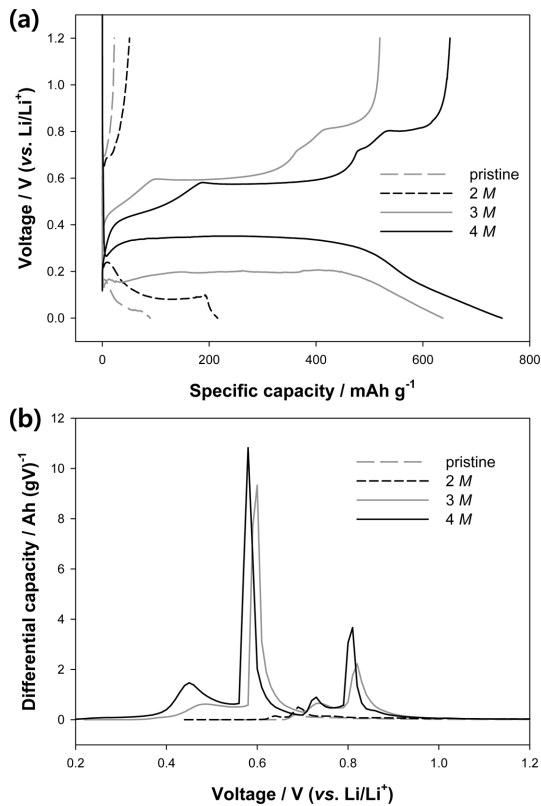 (a)
Voltage / V (vs. Li/Li⁺)
1.2
1.0
0.8
0.6
0.4
0.2
0.0
pristine
2 M
3 M
4 M
0 200 400 600 800
Specific capacity / mAh g⁻¹
(b)
Differential capacity / Ah (gV)⁻¹
12
10
8
6
4
2
0
pristine
2 M
3 M
4 M
0.2 0.4 0.6 0.8 1.0 1.2
Voltage / V (vs. Li/Li⁺)